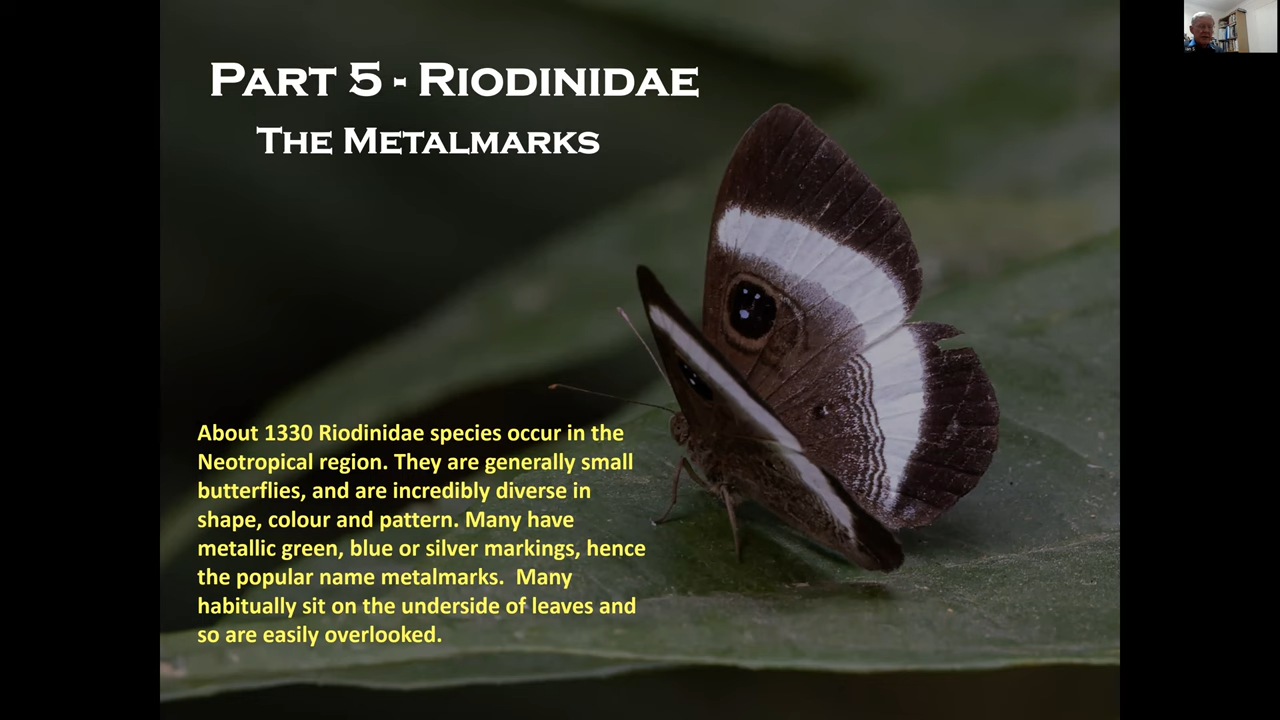 PART 5 - RIODINIDAE
THE METALMARKS
About 1330 Riodinidae species occur in the
Neotropical region. They are generally small
butterflies, and are incredibly diverse in
shape, colour and pattern. Many have
metallic green, blue or silver markings, hence
the popular name metalmarks.  Many
habitually sit on the underside of leaves and
so are easily overlooked.